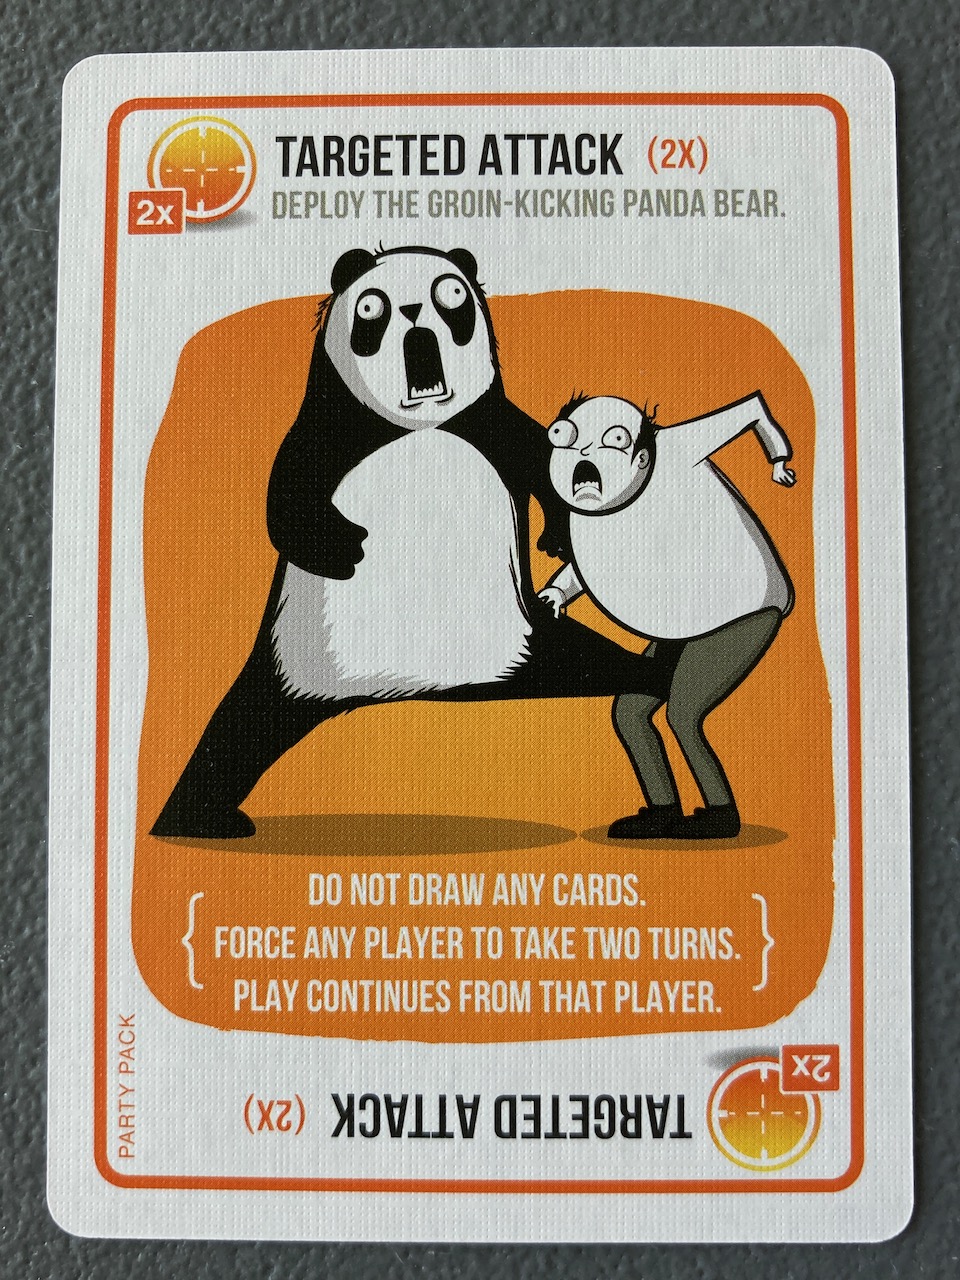 TARGETED ATTACK (2X)
2x
DEPLOY THE GROIN-KICKING PANDA BEAR.
DO NOT DRAW ANY CARDS.
{ FORCE ANY PLAYER TO TAKE TWO TURNS. }
PLAY CONTINUES FROM THAT PLAYER.
PARTY PACK
2x
TARGETED ATTACK (2X)